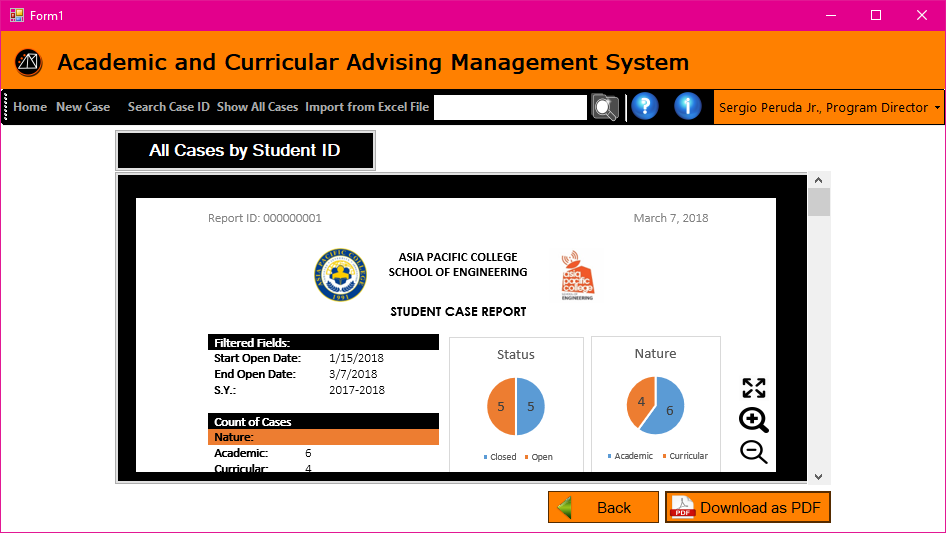 Form1
Academic and Curricular Advising Management System
Home New Case Search Case ID Show All Cases Import from Excel File Sergio Peruda Jr., Program Director
All Cases by Student ID
Report ID: 000000001 March 7, 2018
ASIA PACIFIC COLLEGE
SCHOOL OF ENGINEERING
ASIA PACIFIC COLLEGE
1991
asia
pacific
college
ENGINEERING
STUDENT CASE REPORT
Filtered Fields:
Start Open Date: 1/15/2018
End Open Date: 3/7/2018
S.Y.: 2017-2018
Count of Cases
Nature:
Academic: 6
Curricular: 4
Status
5 5
Closed Open
Nature
4 6
Academic Curricular
Back
PDF Download as PDF